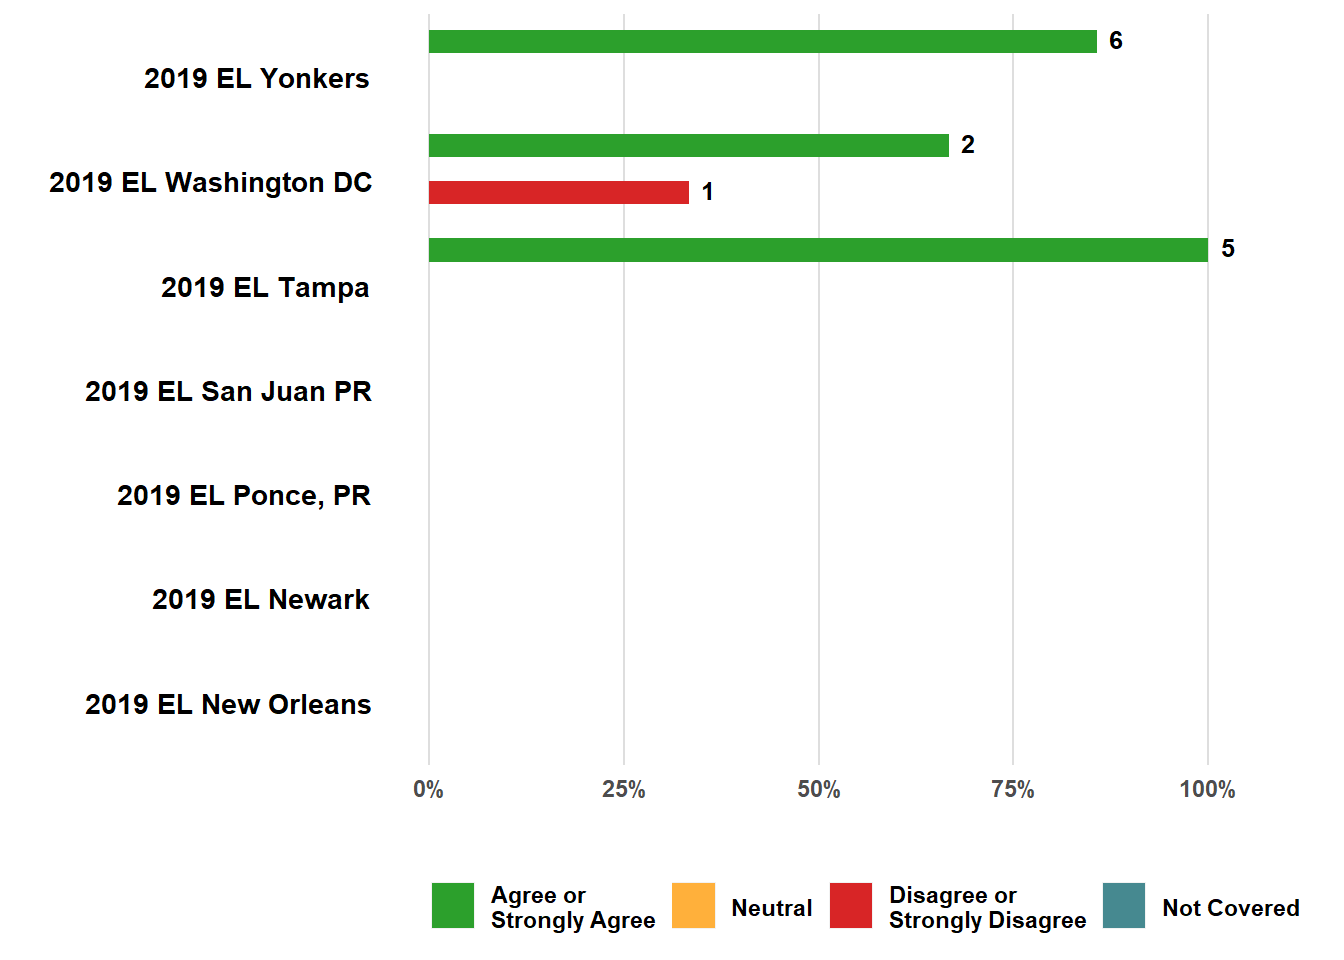 6
2019 EL Yonkers
2
2019 EL Washington DC
1
5
2019 EL Tampa
2019 EL San Juan PR
2019 EL Ponce, PR
2019 EL Newark
2019 EL New Orleans
0% 25% 50% 75% 100%
Agree or
Strongly Agree
Neutral
Disagree or
Strongly Disagree
Not Covered